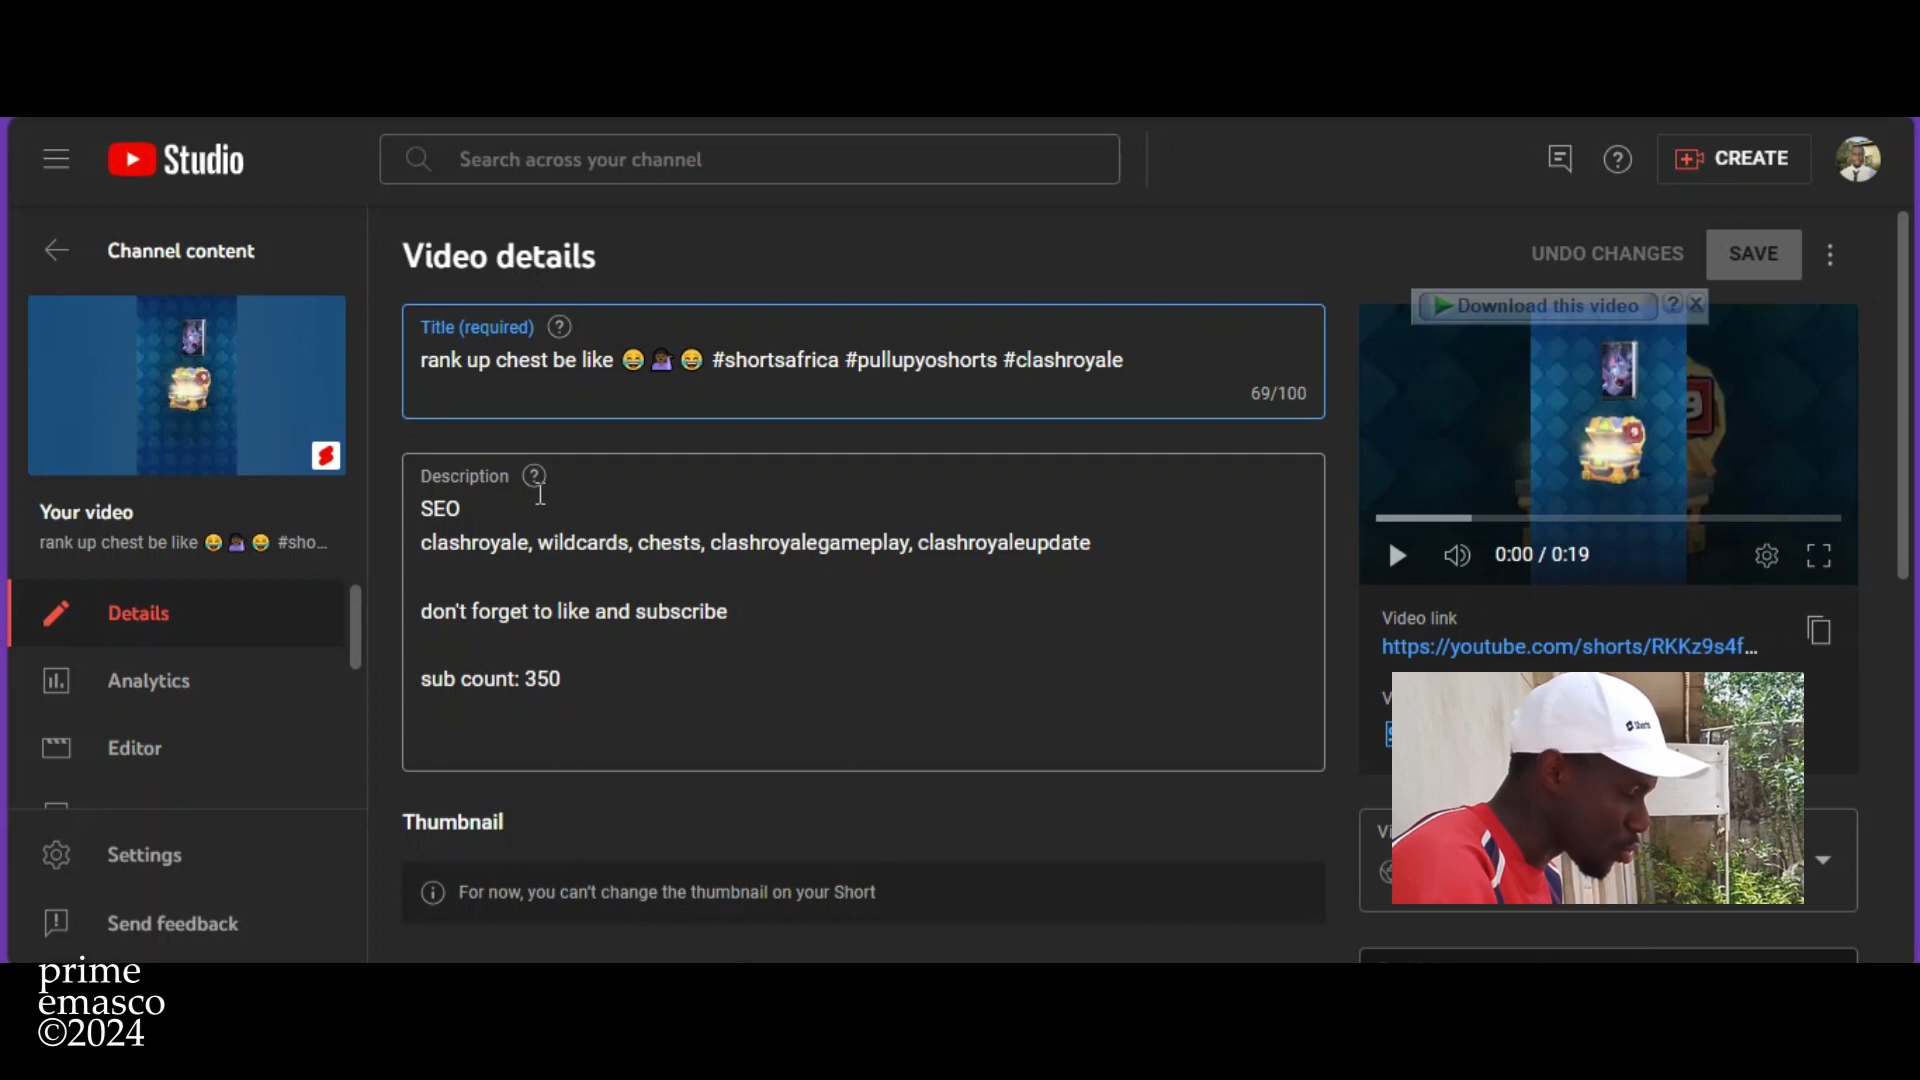 Studio
Search across your channel
CREATE
Channel content
Video details
UNDO CHANGES
SAVE
Title (required)
rank up chest be like 😂 🤷🏿‍♀️ 😂 #shortsafrica #pullupyoshorts #clashroyale
69/100
Download this video
Description
SEO
clashroyale, wildcards, chests, clashroyalegameplay, clashroyaleupdate
don't forget to like and subscribe
sub count: 350
Your video
rank up chest be like 😂 🤷🏿‍♀️ 😂 #sho...
Details
Analytics
Editor
Settings
Send feedback
0:00 / 0:19
Video link
https://youtube.com/shorts/RKKz9s4f...
Shorts
Thumbnail
For now, you can't change the thumbnail on your Short
prime
emasco
©2024